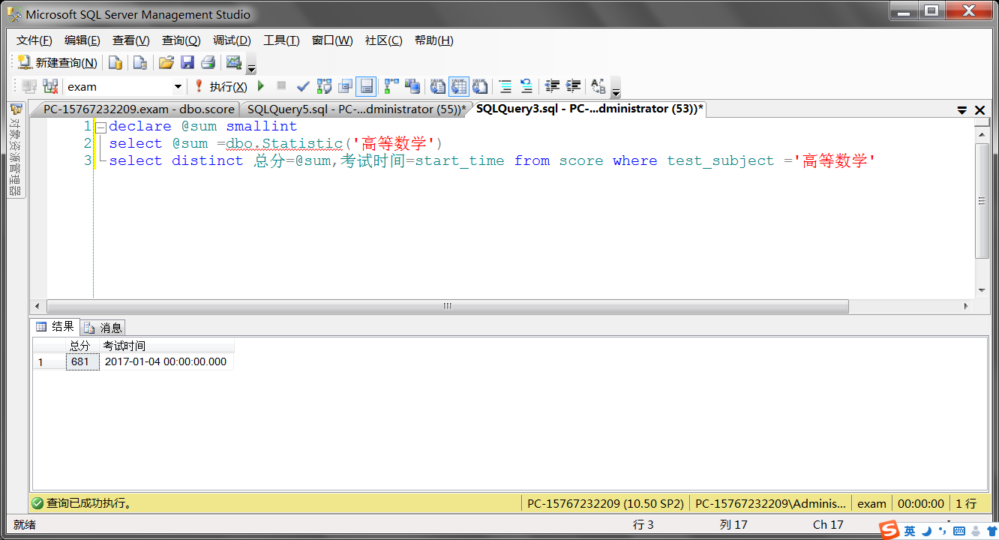 Microsoft SQL Server Management Studio
文件(F) 编辑(E) 查看(V) 查询(Q) 调试(D) 工具(T) 窗口(W) 社区(C) 帮助(H)
新建查询(N)
exam 执行(X)
对象资源管理器
PC-15767232209.exam - dbo.score SQLQuery5.sql - PC-...dministrator (55))* SQLQuery3.sql - PC-...dministrator (53))*
1 declare @sum smallint
2 select @sum =dbo.Statistic('高等数学')
3 select distinct 总分=@sum,考试时间=start_time from score where test_subject ='高等数学'
结果 消息
总分 考试时间
1 681 2017-01-04 00:00:00.000
查询已成功执行。 PC-15767232209 (10.50 SP2) PC-15767232209\Adminis... exam 00:00:00 1 行
就绪 行 3 列 17 Ch 17
S 英